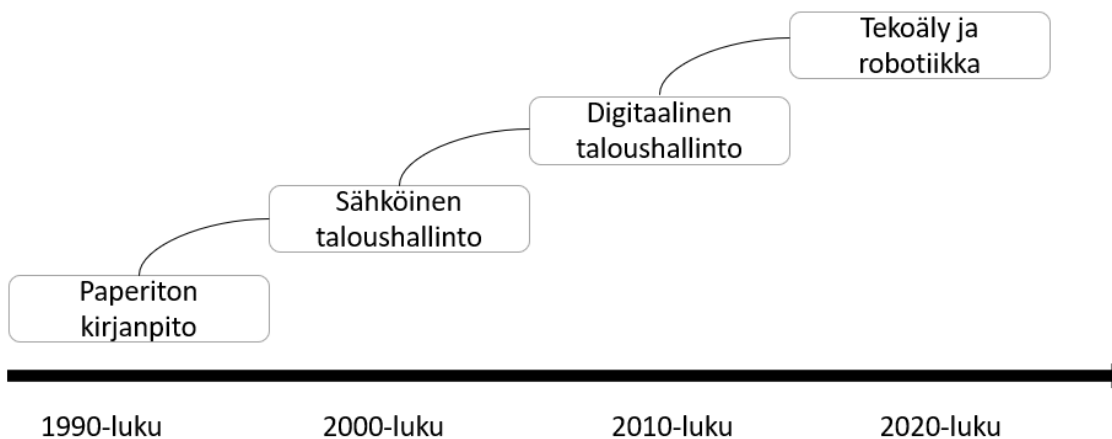 Tekoäly ja
robotiikka
Digitaalinen
taloushallinto
Sähköinen
taloushallinto
Paperiton
kirjanpito
1990-luku
2000-luku
2010-luku
2020-luku